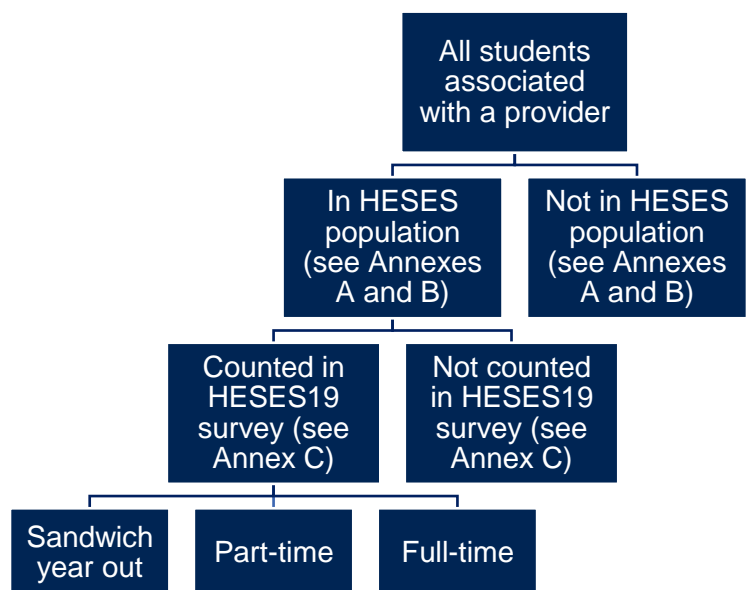 All students
associated
with a provider
In HESES
population
(see Annexes
A and B)
Not in HESES
population
(see Annexes
A and B)
Counted in
HESES19
survey (see
Annex C)
Not counted
in HESES19
survey (see
Annex C)
Sandwich
year out
Part-time
Full-time